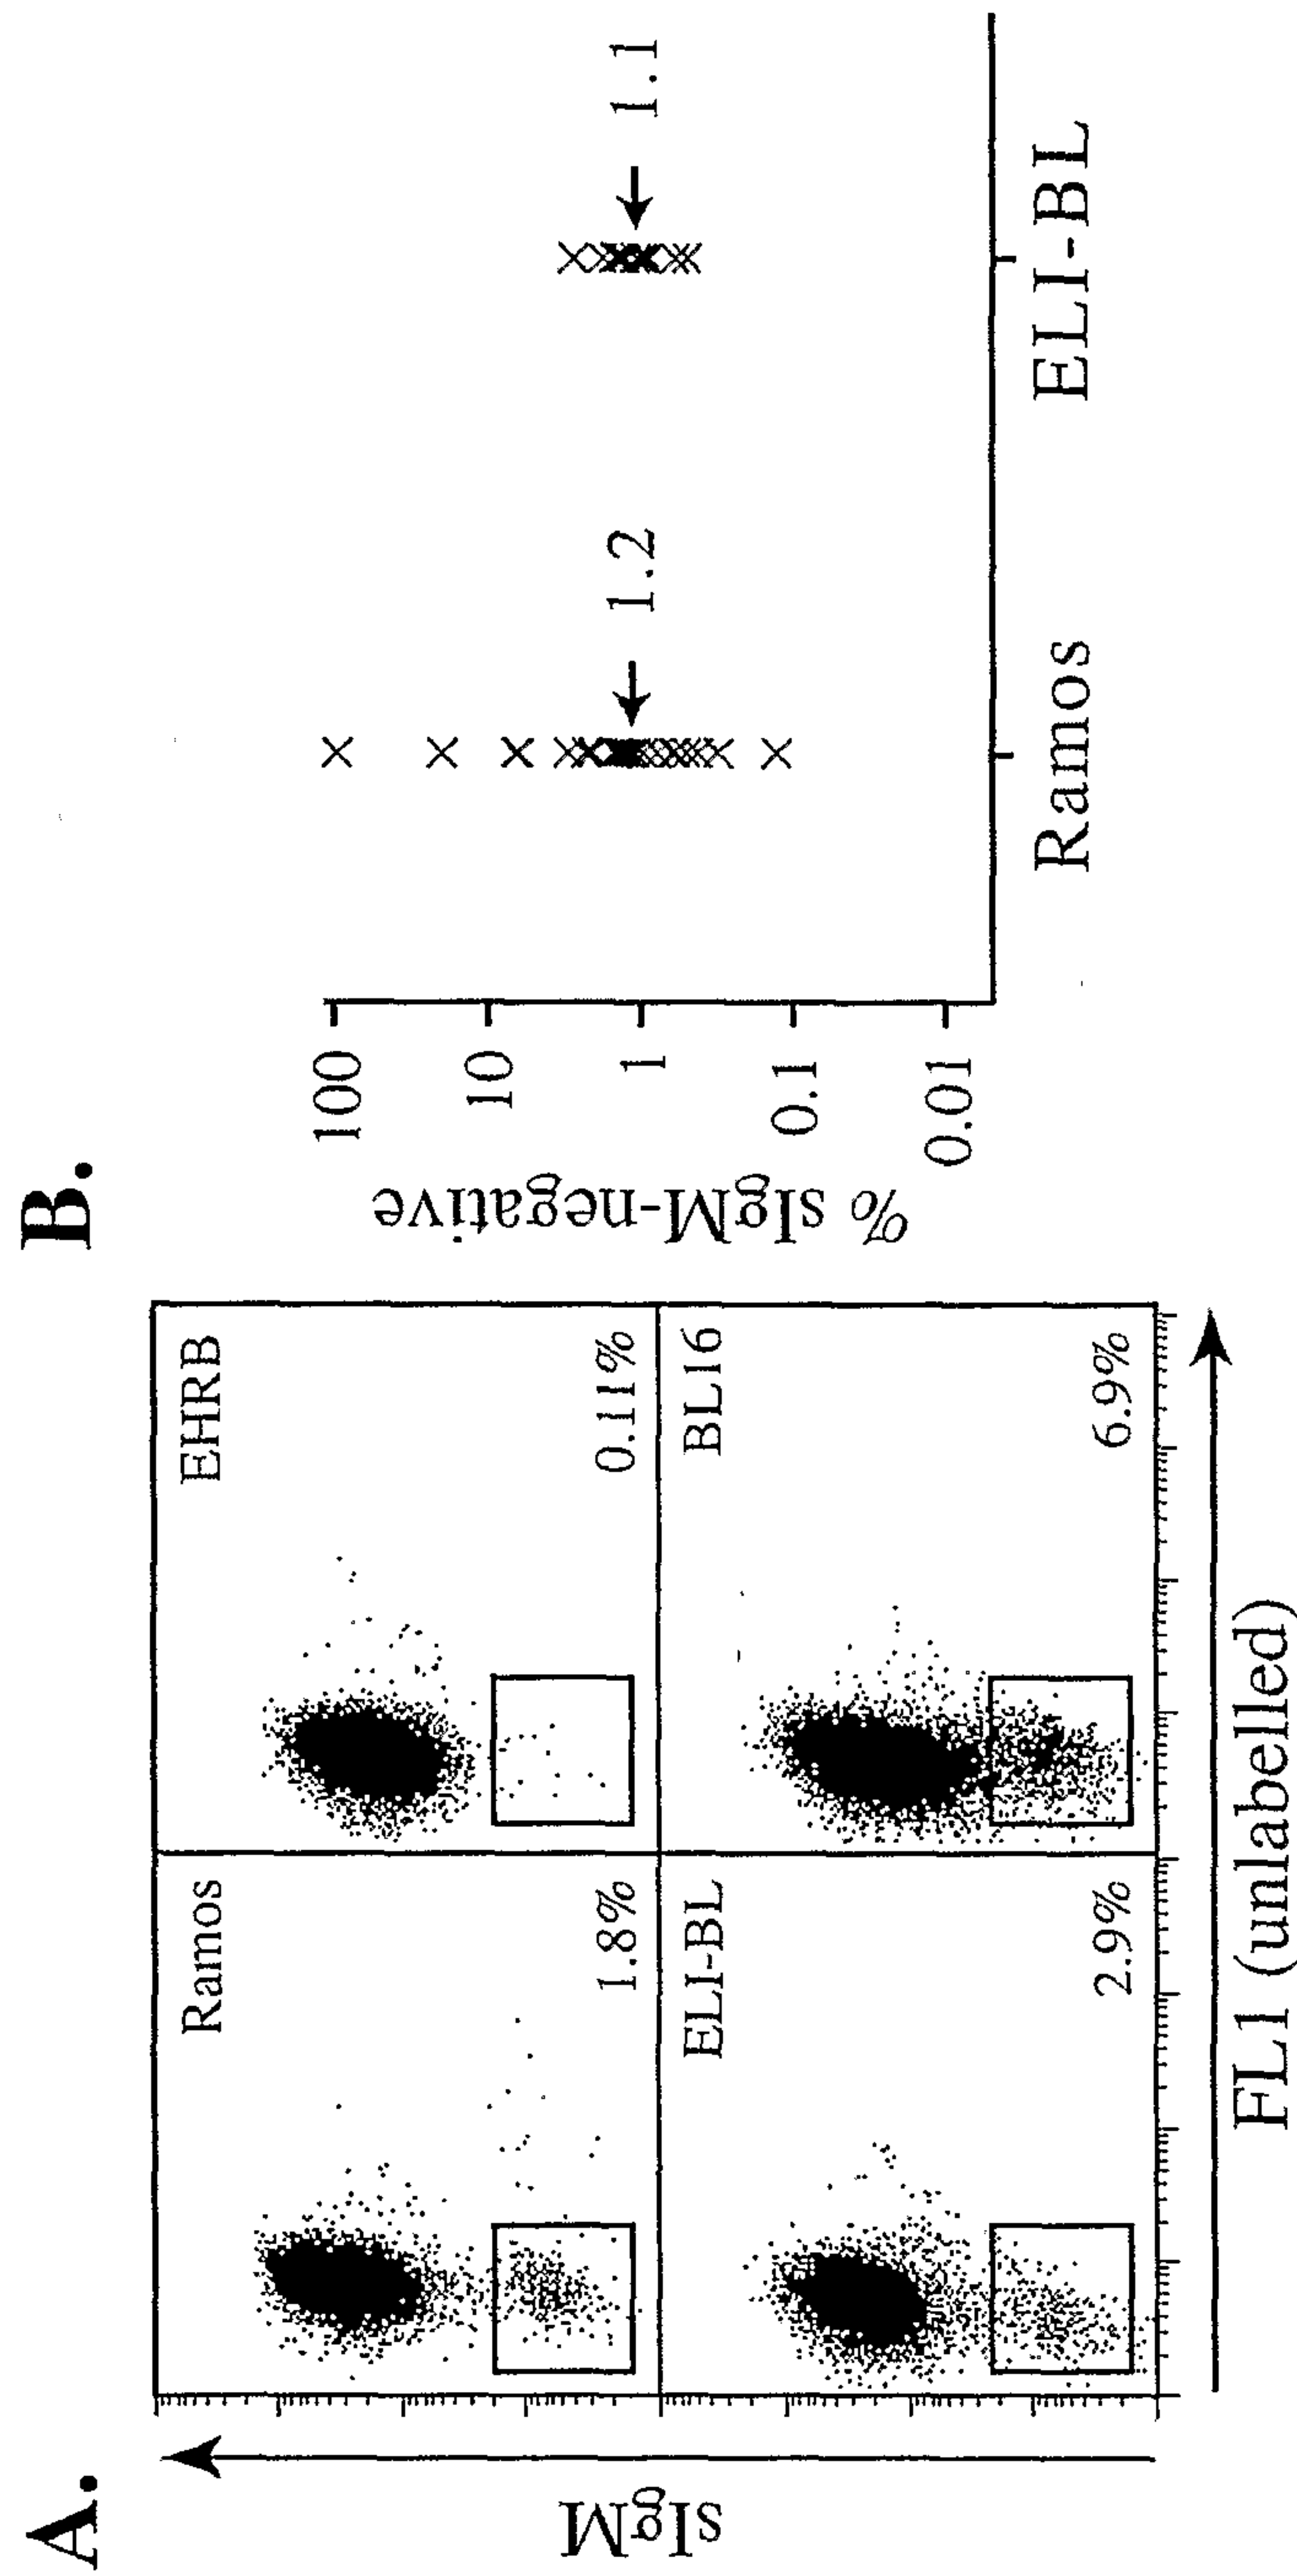 A.
sIgM
Ramos
1.8%
EHRB
0.11%
ELI-BL
2.9%
BL16
6.9%
FL1 (unlabelled)
B.
% sIgM-negative
100
10
1
0.1
0.01
1.2
1.1
Ramos
ELI-BL